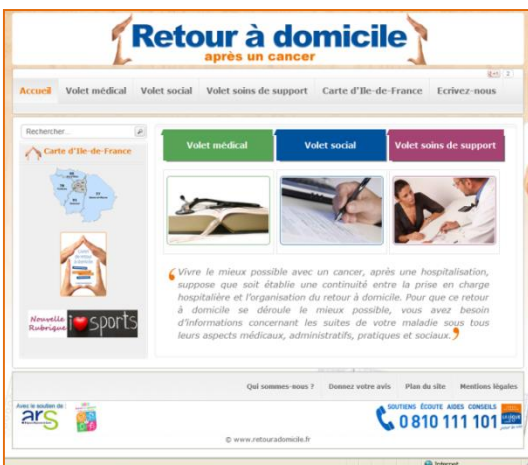 Retour à domicile
après un cancer
Accueil Volet médical Volet social Volet soins de support Carte d'Ile-de-France Ecrivez-nous
Rechercher...
Carte d'Ile-de-France
Volet médical Volet social Volet soins de support
Vivre le mieux possible avec un cancer, après une hospitalisation,
suppose que soit établie une continuité entre la prise en charge
hospitalière et l'organisation du retour à domicile. Pour que ce retour
à domicile se déroule le mieux possible, vous avez besoin
d'informations concernant les suites de votre maladie sous tous
leurs aspects médicaux, administratifs, pratiques et sociaux.
Nouvelle
Rubrique
i sports
Qui sommes-nous ? Donnez votre avis Plan du site Mentions légales
Avec le soutien de :
ars
SOUTIENS ÉCOUTE AIDES CONSEILS
0 810 111 101
© www.retouradomicile.fr
Internet